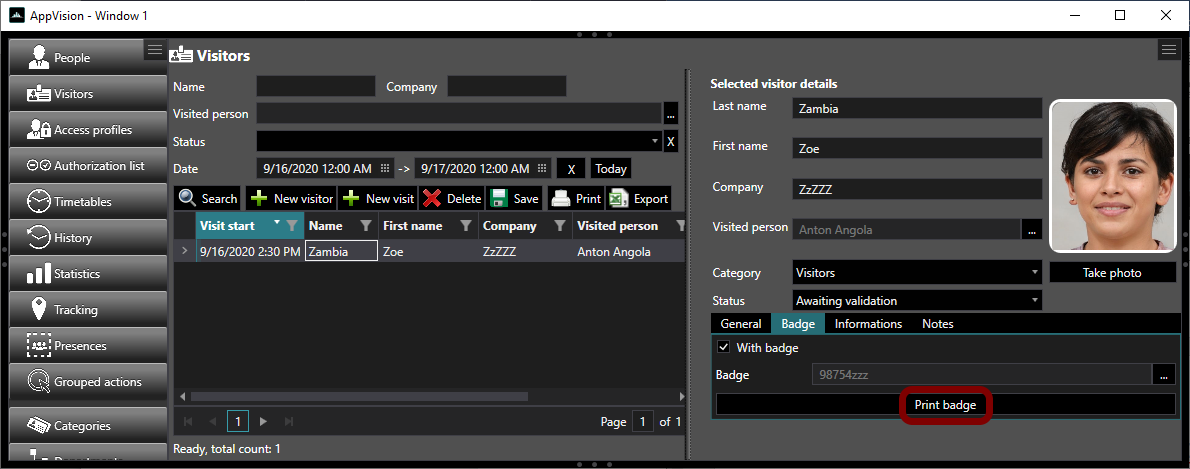 AppVision - Window 1
People
Visitors
Access profiles
Authorization list
Timetables
History
Statistics
Tracking
Presences
Grouped actions
Categories
Visitors
Name Company
Visited person ...
Status X
Date 9/16/2020 12:00 AM -> 9/17/2020 12:00 AM X Today
Search New visitor New visit Delete Save Print Export
Visit start Name First name Company Visited person
9/16/2020 2:30 PM Zambia Zoe ZzZZZ Anton Angola
1 Page 1 of 1
Ready, total count: 1
Selected visitor details
Last name Zambia
First name Zoe
Company ZzZZZ
Visited person Anton Angola ...
Category Visitors Take photo
Status Awaiting validation
General Badge Informations Notes
With badge
Badge 98754zzz ...
Print badge